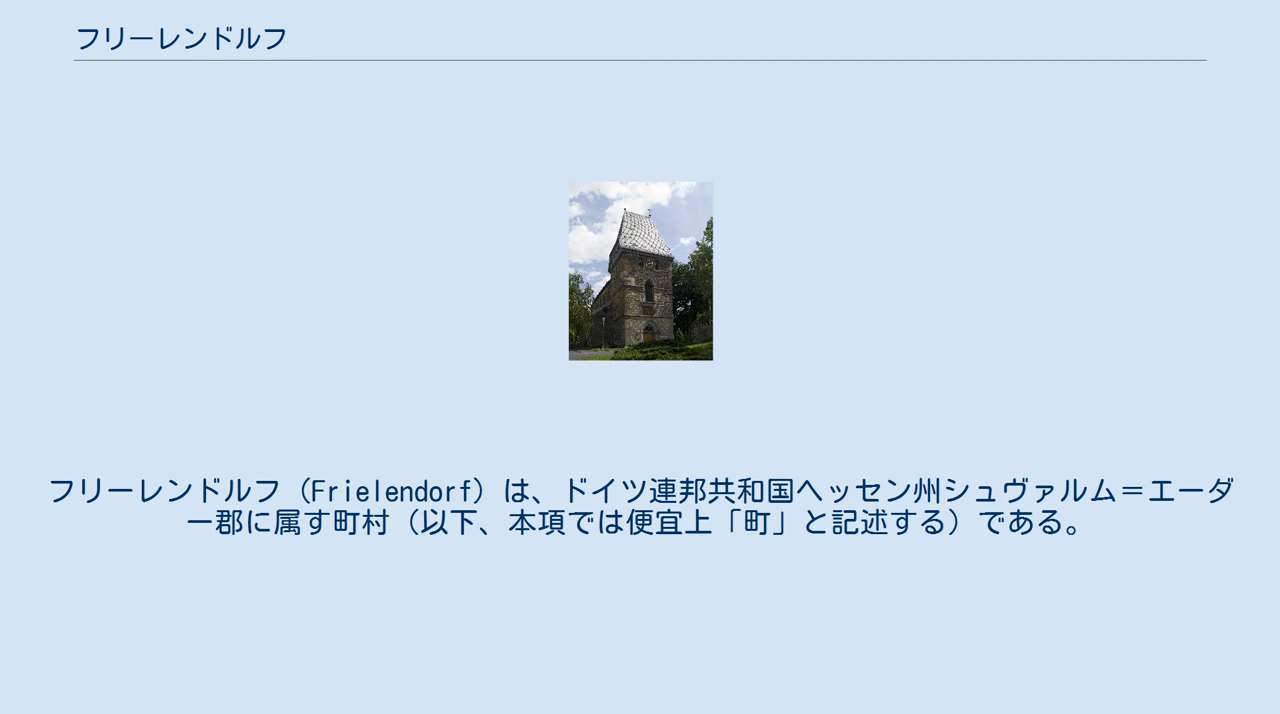 フリーレンドルフ
フリーレンドルフ（Frielendorf）は、ドイツ連邦共和国ヘッセン州シュヴァルム＝エーダ
ー郡に属す町村（以下、本項では便宜上「町」と記述する）である。